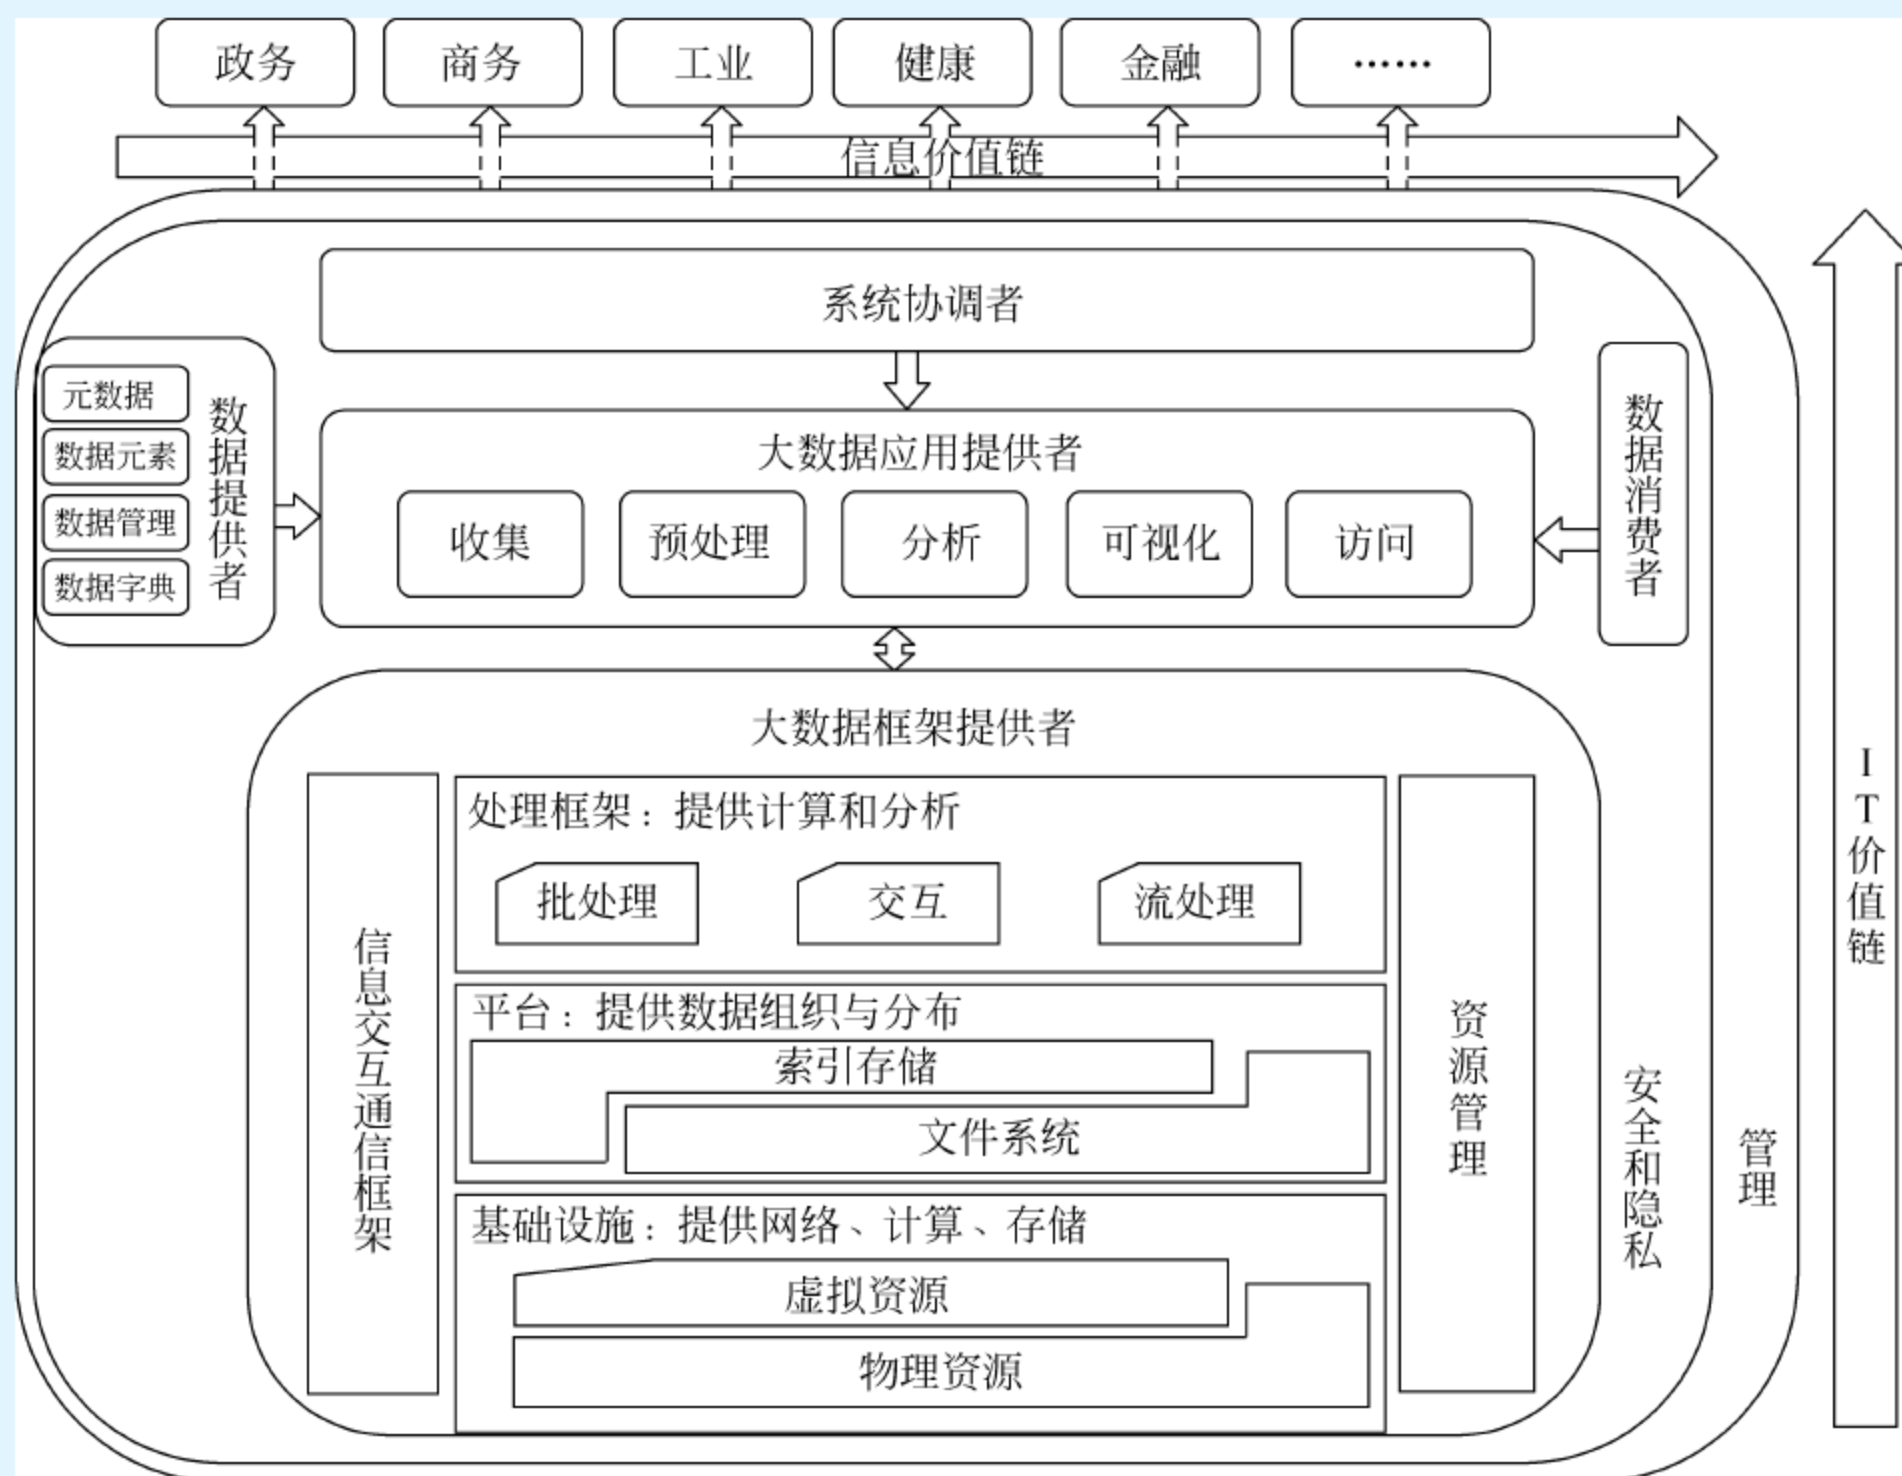 政务
商务
工业
健康
金融
……
信息价值链
系统协调者
元数据
数据元素
数据管理
数据字典
数据提供者
大数据应用提供者
收集
预处理
分析
可视化
访问
数据消费者
大数据框架提供者
信息交互通信框架
处理框架：提供计算和分析
批处理
交互
流处理
平台：提供数据组织与分布
索引存储
文件系统
基础设施：提供网络、计算、存储
虚拟资源
物理资源
资源管理
安全和隐私
管理
IT价值链